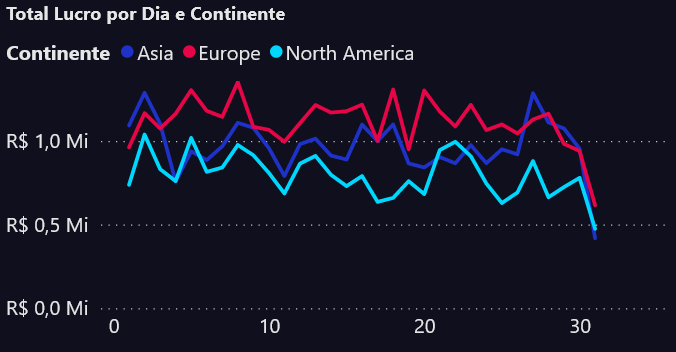 Total Lucro por Dia e Continente
Continente Asia Europe North America
R$ 1,0 Mi
R$ 0,5 Mi
R$ 0,0 Mi
0 10 20 30